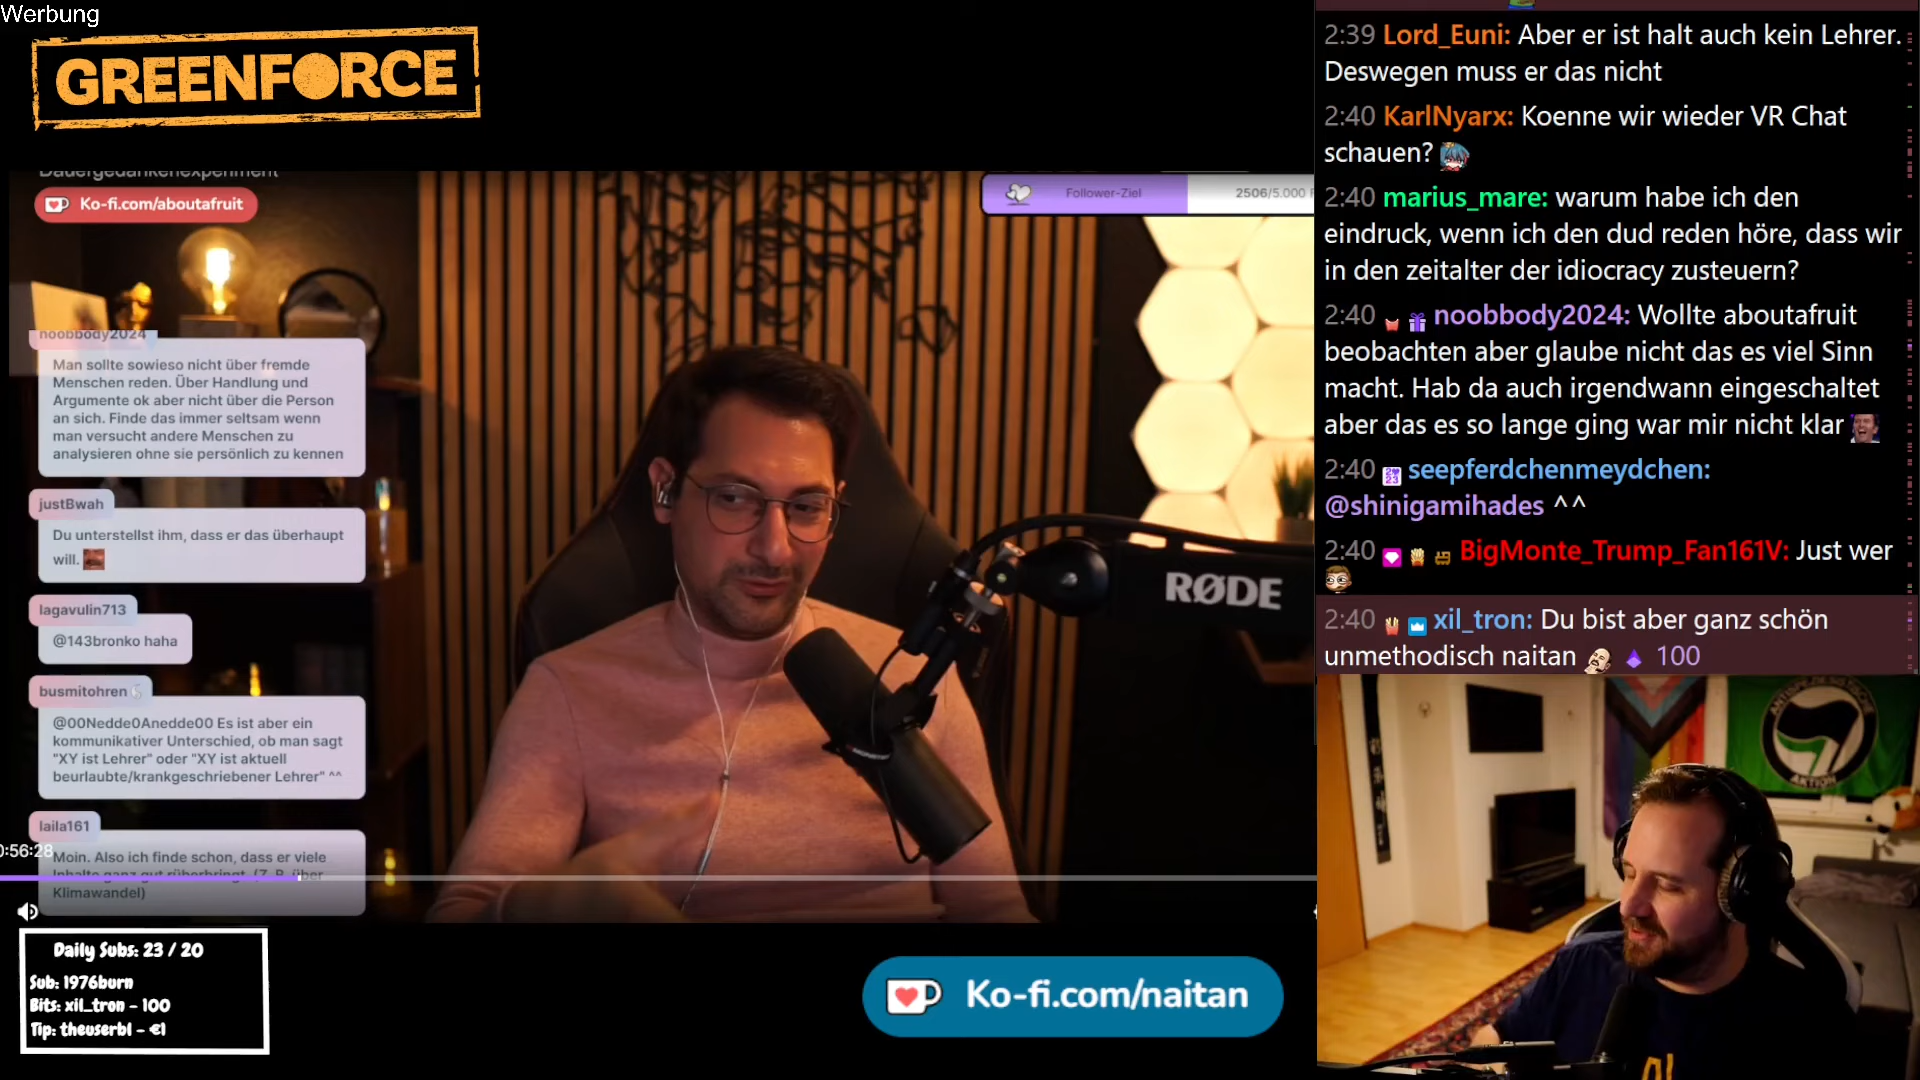 Werbung
GREENFORCE
Dauergedankenexperiment
Ko-fi.com/aboutafruit
Follower-Ziel
2506/5.000
noobbody2024
Man sollte sowieso nicht über fremde
Menschen reden. Über Handlung und
Argumente ok aber nicht über die Person
an sich. Finde das immer seltsam wenn
man versucht andere Menschen zu
analysieren ohne sie persönlich zu kennen
justBwah
Du unterstellst ihm, dass er das überhaupt
will.
lagavulin713
@143bronko haha
busmitohren
@00Nedde0Anedde00 Es ist aber ein
kommunikativer Unterschied, ob man sagt
"XY ist Lehrer" oder "XY ist aktuell
beurlaubte/krankgeschriebener Lehrer" ^^
laila161
0:56:28
Moin. Also ich finde schon, dass er viele
Inhalte ganz gut rüberbringt. (Z. B. über
Klimawandel)
RØDE
Daily Subs: 23 / 20
Sub: 1976burn
Bits: xil_tron - 100
Tip: theuserbl - €1
Ko-fi.com/naitan
2:39 Lord_Euni: Aber er ist halt auch kein Lehrer.
Deswegen muss er das nicht
2:40 KarlNyarx: Koenne wir wieder VR Chat
schauen?
2:40 marius_mare: warum habe ich den
eindruck, wenn ich den dud reden höre, dass wir
in den zeitalter der idiocracy zusteuern?
2:40 noobbody2024: Wollte aboutafruit
beobachten aber glaube nicht das es viel Sinn
macht. Hab da auch irgendwann eingeschaltet
aber das es so lange ging war mir nicht klar
2:40 seepferdchenmeydchen:
@shinigamihades ^^
2:40 BigMonte_Trump_Fan161V: Just wer
2:40 xil_tron: Du bist aber ganz schön
unmethodisch naitan 100
ANTISPEZIESISTISCHE
AKTION